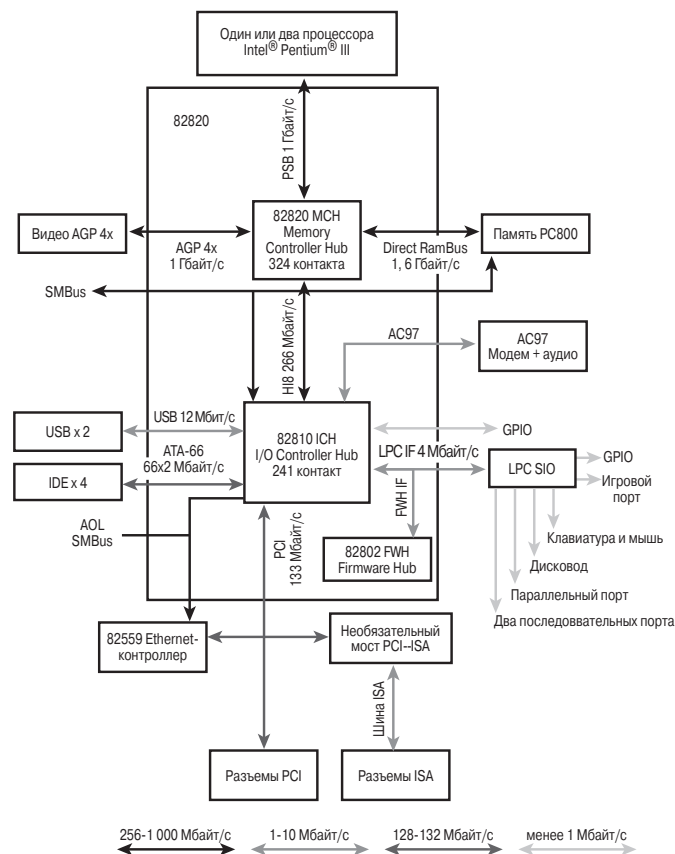 Один или два процессора
Intel® Pentium® III
82820
PSB 1 Гбайт/с
Видео AGP 4x
AGP 4x
1 Гбайт/с
82820 MCH
Memory
Controller Hub
324 контакта
Direct RamBus
1, 6 Гбайт/с
Память PC800
SMBus
HI8 266 Мбайт/с
AC97
AC97
Модем + аудио
USB x 2
USB 12 Мбит/с
IDE x 4
ATA-66
66x2 Мбайт/с
82810 ICH
I/O Controller Hub
241 контакт
GPIO
LPC IF 4 Мбайт/с
LPC SIO
GPIO
Игровой
порт
Клавиатура и мышь
Дисковод
Параллельный порт
Два последоввательных порта
AOL
SMBus
PCI
133 Мбайт/с
FWH IF
82802 FWH
Firmware Hub
82559 Ethernet-
контроллер
Необязательный
мост PCI--ISA
Шина ISA
Разъемы PCI
Разъемы ISA
256-1 000 Мбайт/с
1-10 Мбайт/с
128-132 Мбайт/с
менее 1 Мбайт/с